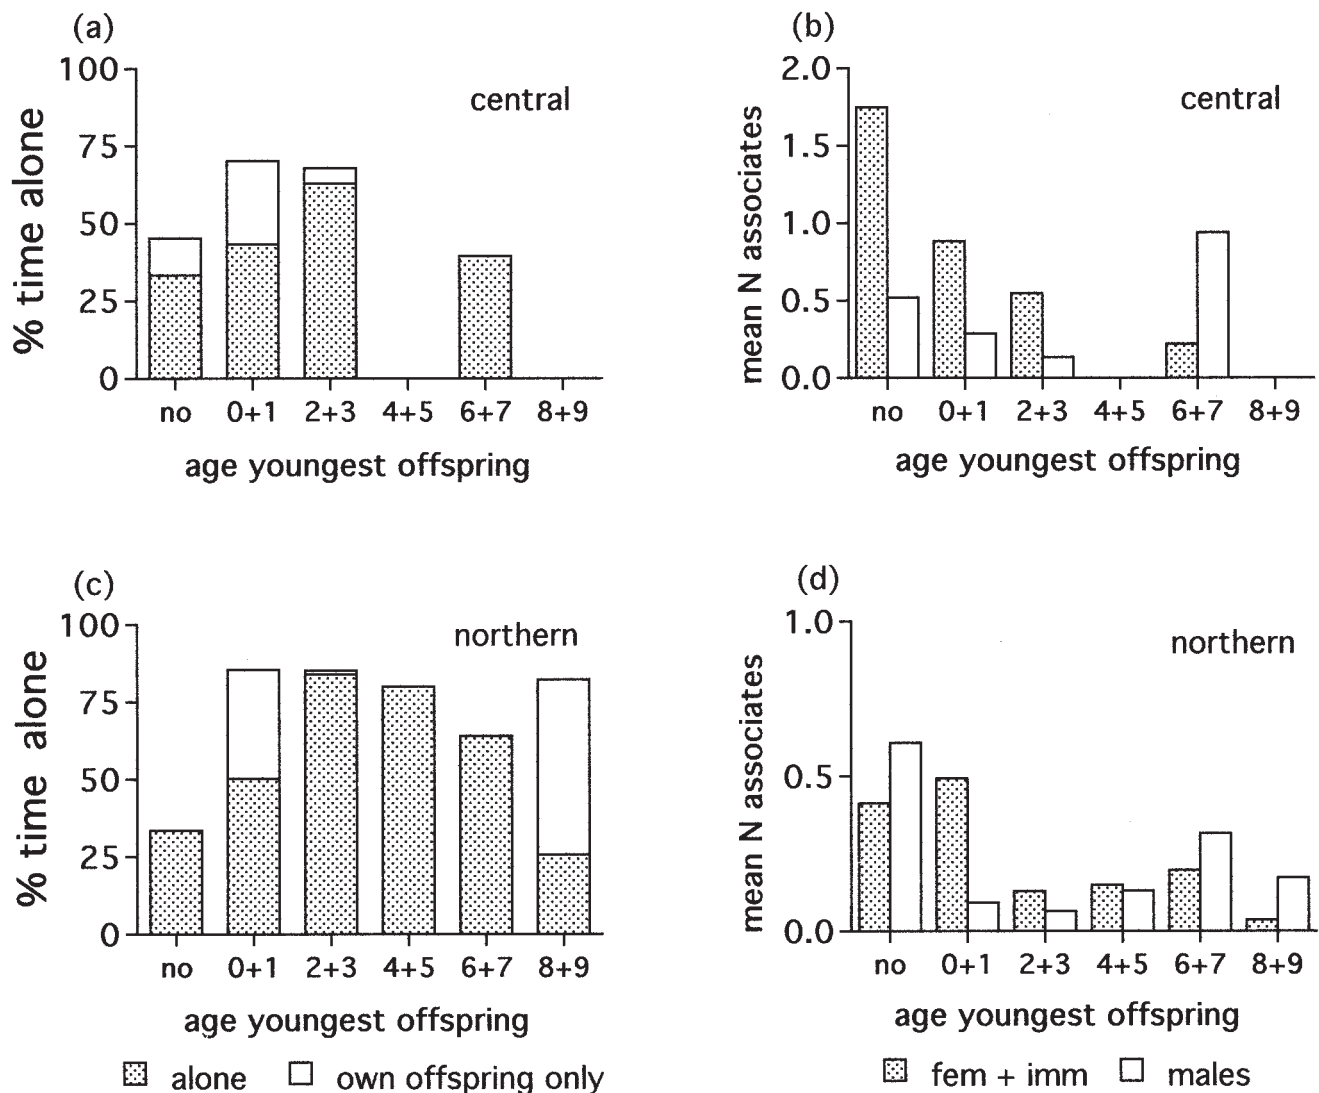 (a)
central
% time alone
100
75
50
25
0
no 0+1 2+3 4+5 6+7 8+9
age youngest offspring
(b)
central
mean N associates
2.0
1.5
1.0
0.5
0.0
no 0+1 2+3 4+5 6+7 8+9
age youngest offspring
(c)
northern
% time alone
100
75
50
25
0
no 0+1 2+3 4+5 6+7 8+9
age youngest offspring
alone own offspring only
(d)
northern
mean N associates
1.0
0.5
0.0
no 0+1 2+3 4+5 6+7 8+9
age youngest offspring
fem + imm males